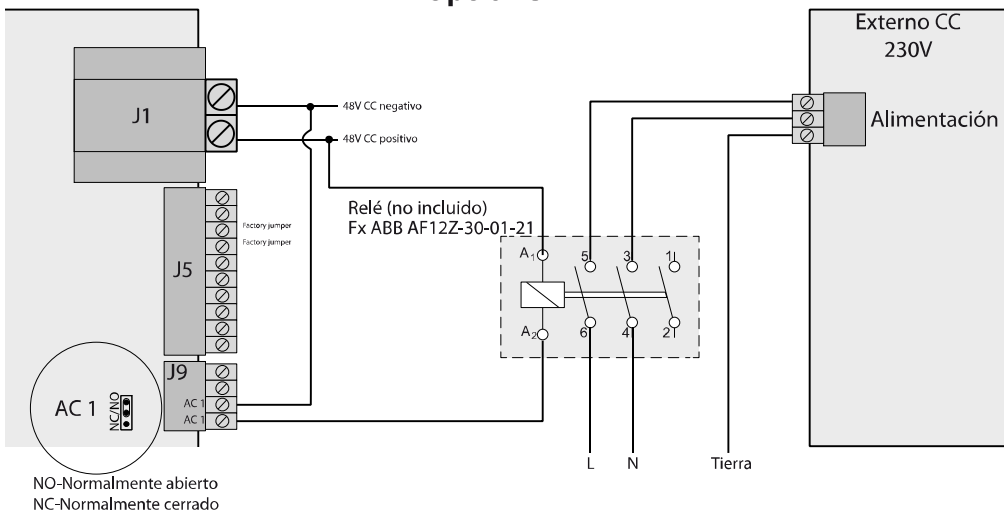 Externo CC
230V
J1
48V CC negativo
48V CC positivo
Alimentación
Relé (no incluido)
Fx ABB AF12Z-30-01-21
Factory jumper
Factory jumper
J5
A1
5
3
1
A2
6
4
2
J9
AC 1
AC 1
AC 1
NC/NO
L
N
Tierra
NO-Normalmente abierto
NC-Normalmente cerrado